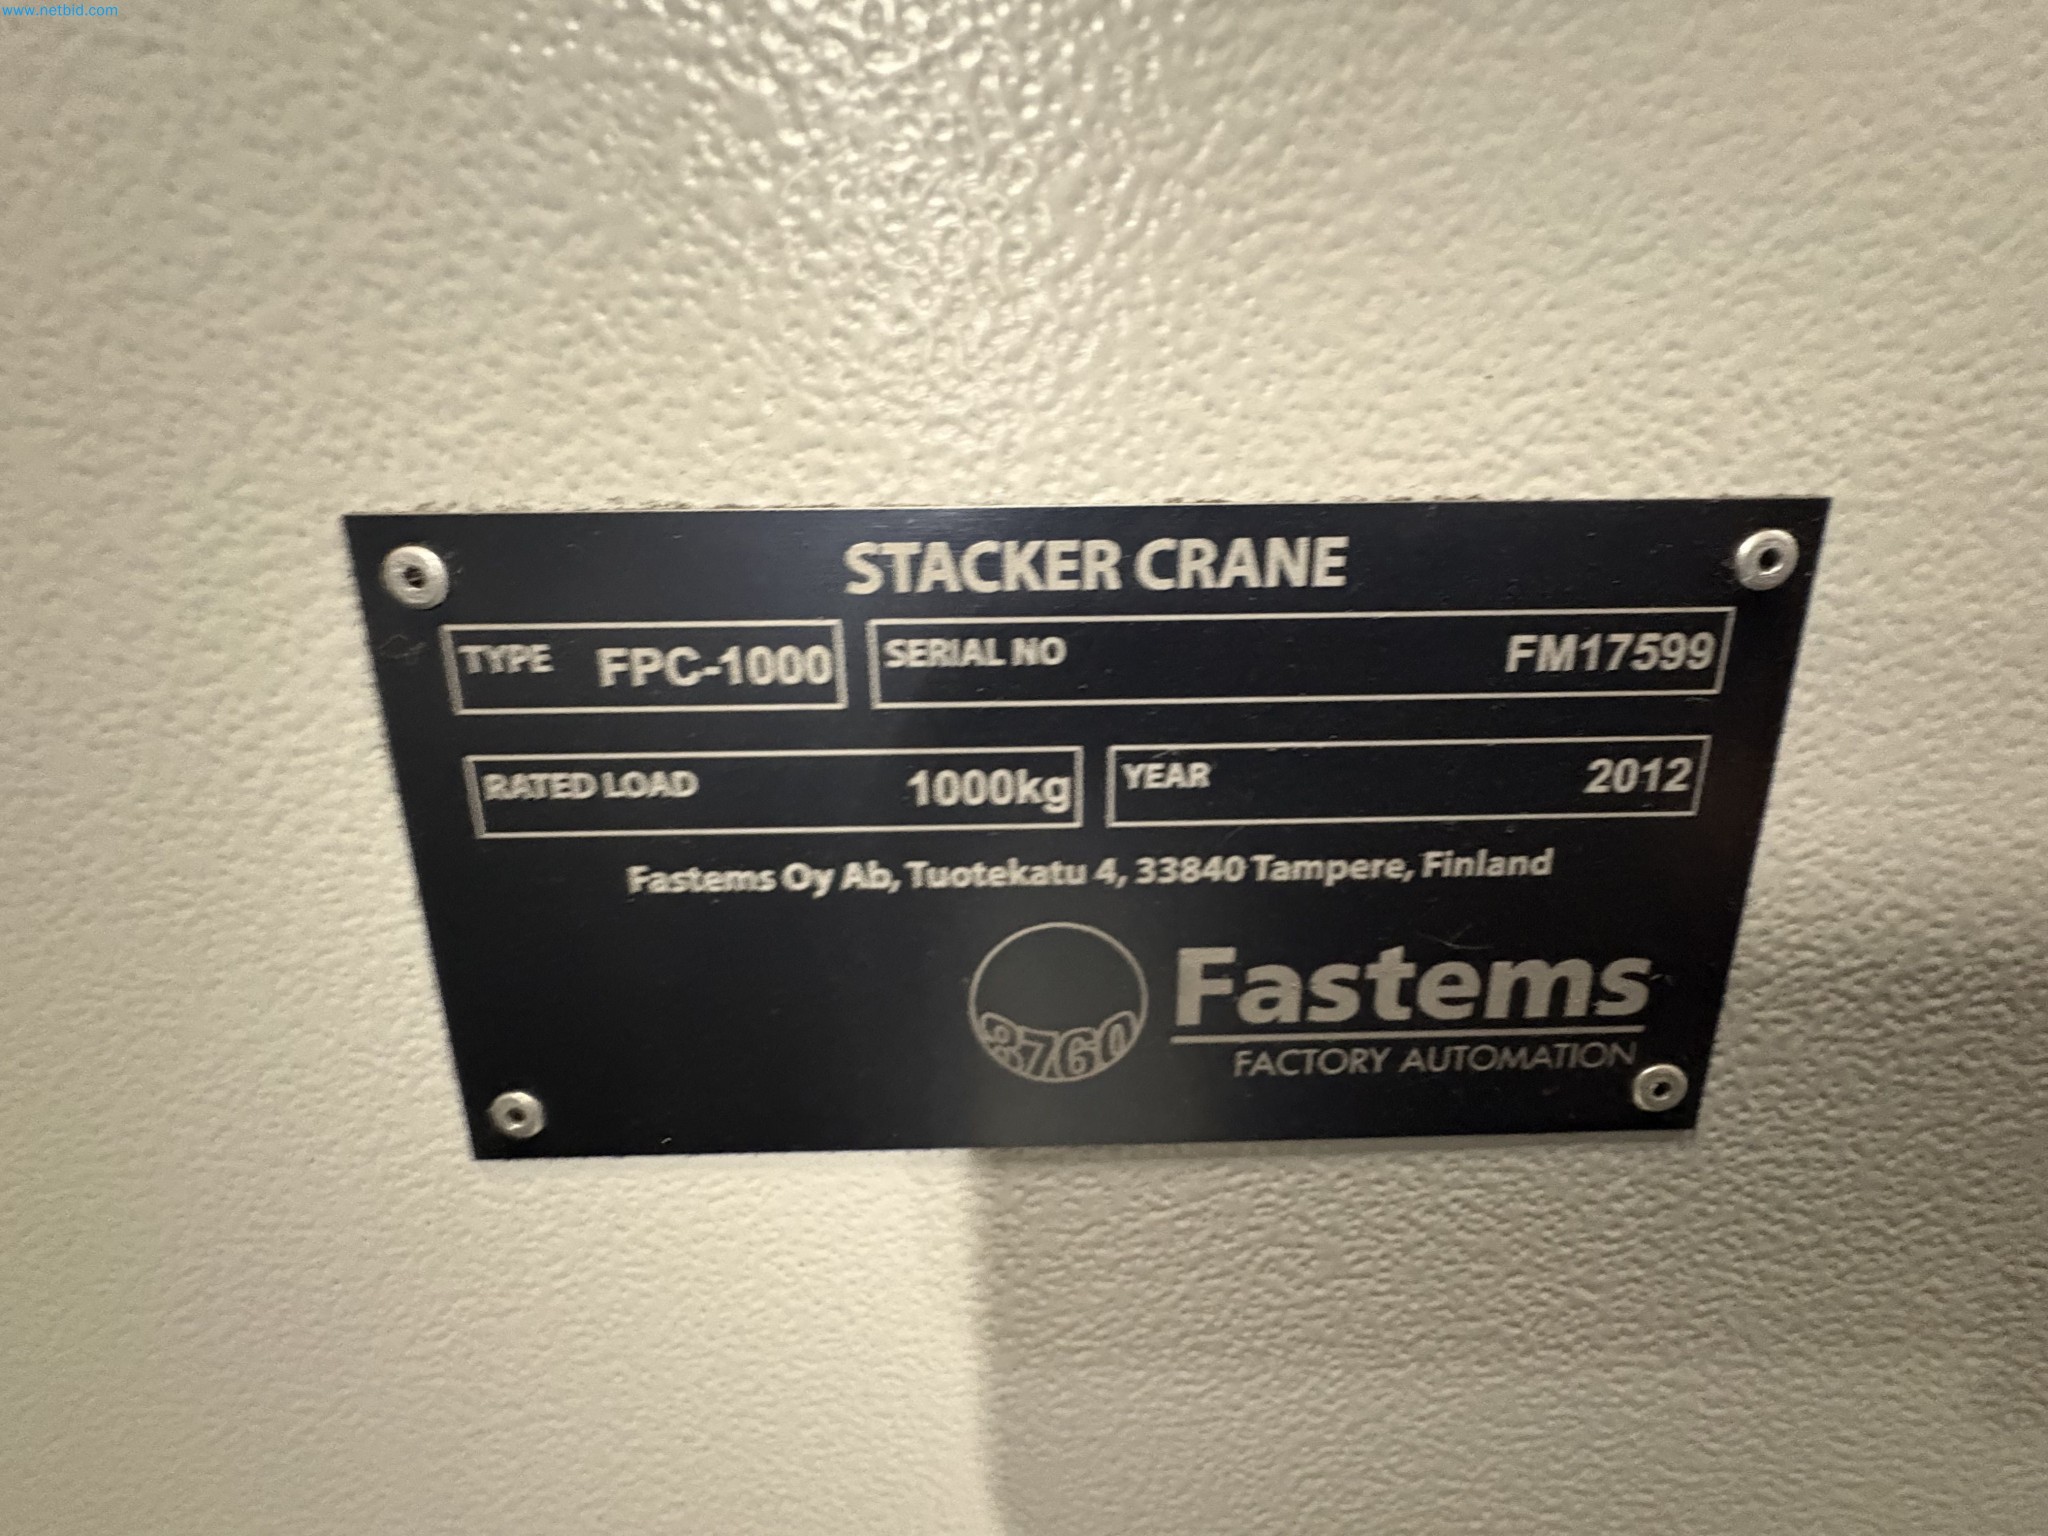 www.netbid.com
STACKER CRANE
TYPE FPC-1000 SERIAL NO FM17599
RATED LOAD 1000kg YEAR 2012
Fastems Oy Ab, Tuotekatu 4, 33840 Tampere, Finland
8760 Fastems
FACTORY AUTOMATION